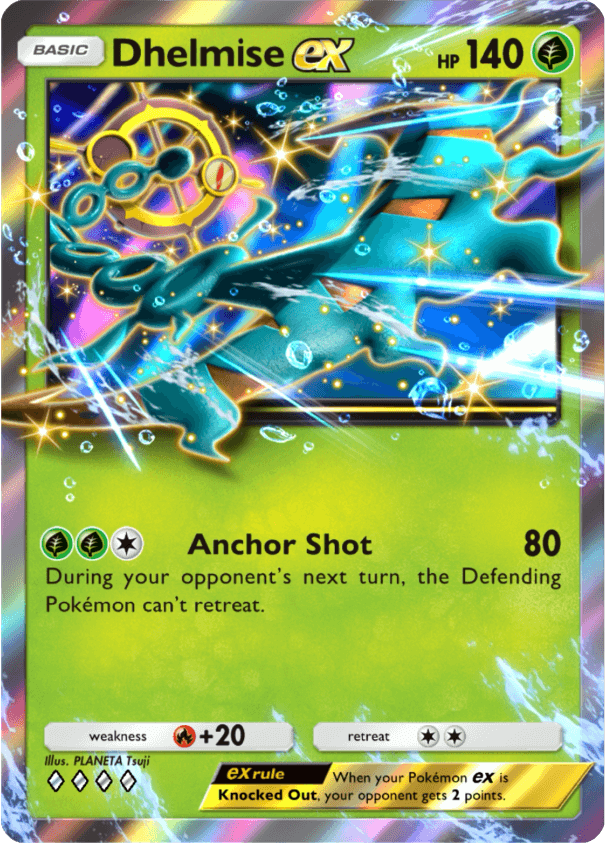 BASIC Dhelmise ex HP 140
Anchor Shot 80
During your opponent's next turn, the Defending
Pokémon can't retreat.
weakness +20 retreat
Illus. PLANETA Tsuji
ex rule When your Pokémon ex is
Knocked Out, your opponent gets 2 points.